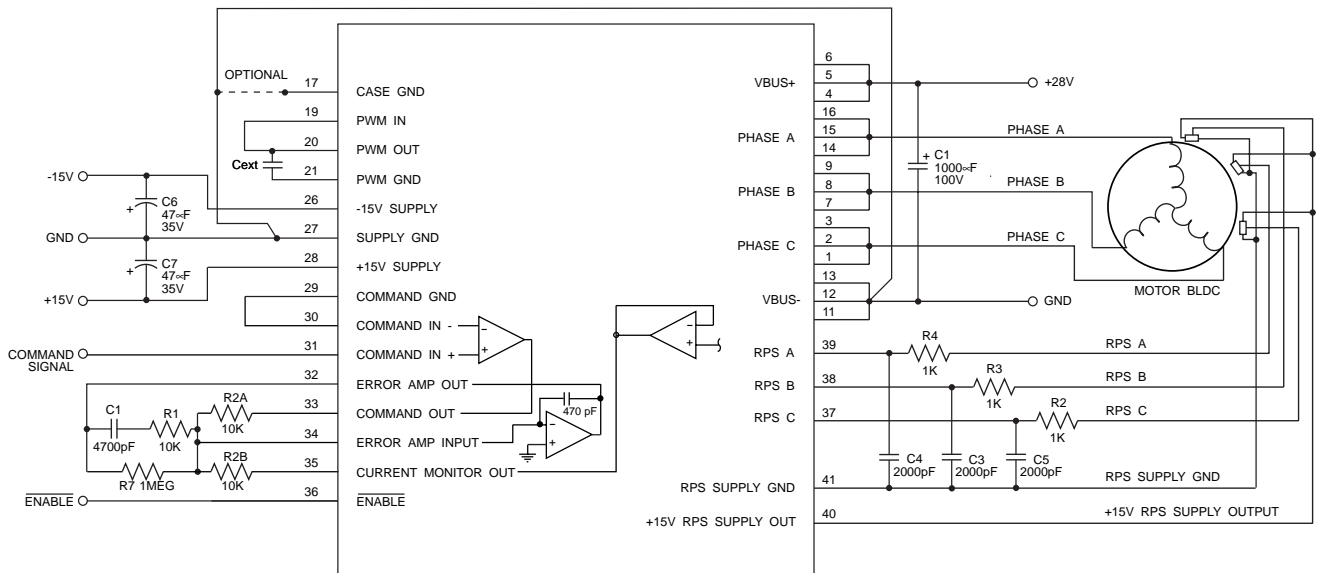 OPTIONAL
17 CASE GND
19 PWM IN
20 PWM OUT
Cext
21 PWM GND
-15V
26 -15V SUPPLY
+ C6
47∝F
35V
GND
27 SUPPLY GND
+ C7
47∝F
35V
28 +15V SUPPLY
+15V
29 COMMAND GND
30 COMMAND IN -
COMMAND
SIGNAL
31 COMMAND IN +
-
+
32 ERROR AMP OUT
33 COMMAND OUT
34 ERROR AMP INPUT
35 CURRENT MONITOR OUT
36 ENABLE
C1
4700pF
R1
10K
R2A
10K
R2B
10K
R7 1MEG
ENABLE
470 pF
-
+
-
+
VBUS+
6
5
4
+28V
PHASE A
16
15
14
PHASE A
+ C1
1000∝F
100V
PHASE B
9
8
7
PHASE B
PHASE C
3
2
1
PHASE C
MOTOR BLDC
VBUS-
13
12
11
GND
RPS A 39
R4
1K
RPS A
RPS B 38
R3
1K
RPS B
RPS C 37
R2
1K
RPS C
C4
2000pF
C3
2000pF
C5
2000pF
RPS SUPPLY GND 41
RPS SUPPLY GND
+15V RPS SUPPLY OUT 40
+15V RPS SUPPLY OUTPUT